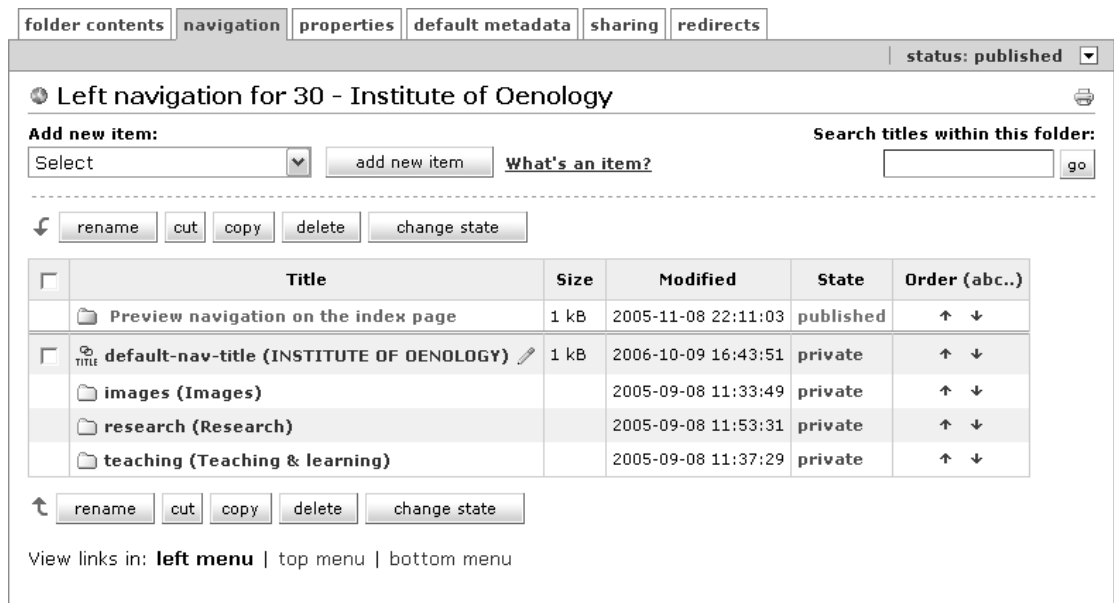 folder contents navigation properties default metadata sharing redirects
status: published
Left navigation for 30 - Institute of Oenology
Add new item: Search titles within this folder:
Select add new item What's an item? go
rename cut copy delete change state
Title Size Modified State Order (abc..)
Preview navigation on the index page 1 kB 2005-11-08 22:11:03 published
TITLE default-nav-title (INSTITUTE OF OENOLOGY) 1 kB 2006-10-09 16:43:51 private
images (Images) 2005-09-08 11:33:49 private
research (Research) 2005-09-08 11:53:31 private
teaching (Teaching & learning) 2005-09-08 11:37:29 private
rename cut copy delete change state
View links in: left menu | top menu | bottom menu